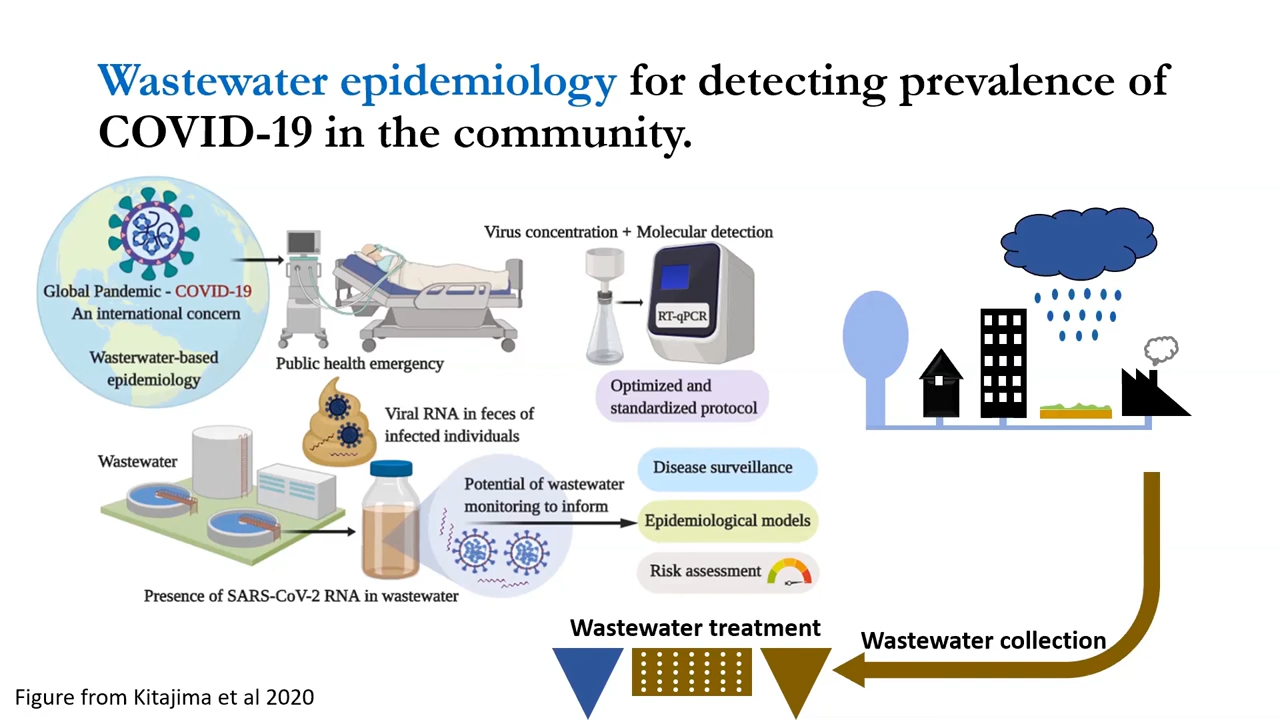 Wastewater epidemiology for detecting prevalence of
COVID-19 in the community.
Global Pandemic - COVID-19
An international concern
Wasterwater-based
epidemiology
Public health emergency
Virus concentration + Molecular detection
RT-qPCR
Optimized and
standardized protocol
Viral RNA in feces of
infected individuals
Wastewater
Potential of wastewater
monitoring to inform
Disease surveillance
Epidemiological models
Risk assessment
Presence of SARS-CoV-2 RNA in wastewater
Wastewater treatment
Wastewater collection
Figure from Kitajima et al 2020